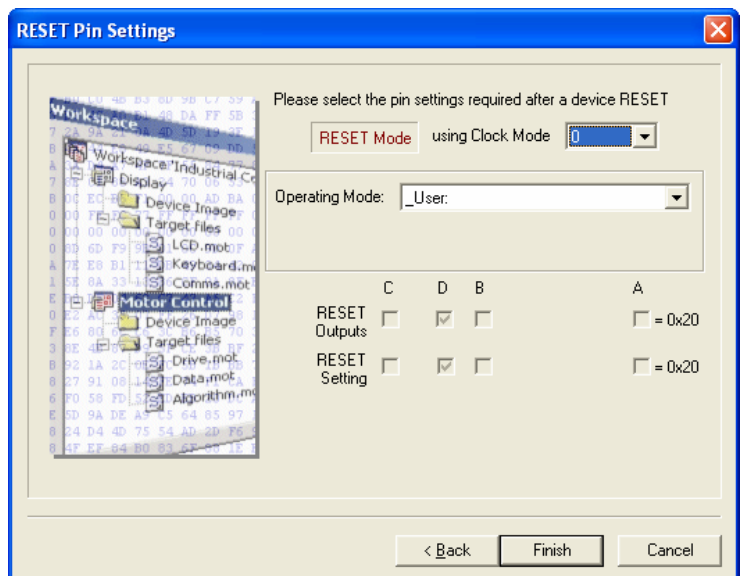 RESET Pin Settings
Please select the pin settings required after a device RESET
RESET Mode using Clock Mode 0
Operating Mode: _User:
C D B A
RESET Outputs = 0x20
RESET Setting = 0x20
Workspace
Workspace 'Industrial Co
Display
Device Image
Target files
LCD.mot
Keyboard.m
Comms.mot
Motor Control
Device Image
Target files
Drive.mot
Data.mot
Algorithm.m
< Back Finish Cancel